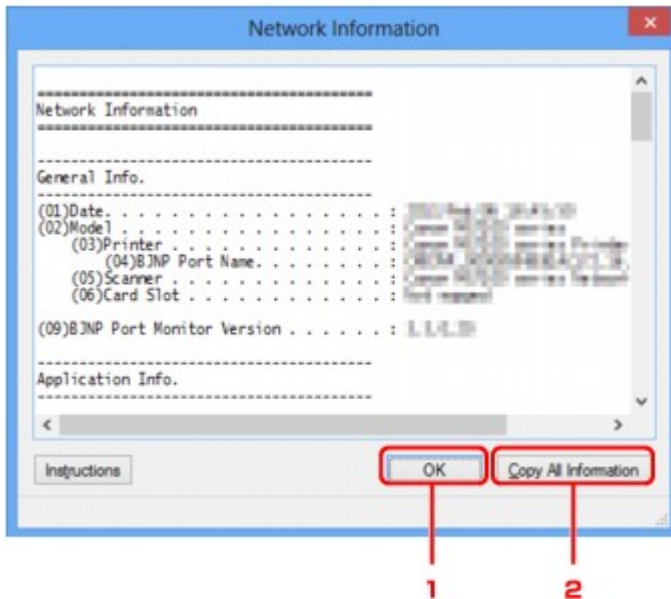 Network Information
==========================================
Network Information
==========================================
------------------------------------------
General Info.
------------------------------------------
(01)Date. . . . . . . . . . . . . . . . . :
(02)Model . . . . . . . . . . . . . . . . :
(03)Printer . . . . . . . . . . . . . . :
(04)BJNP Port Name. . . . . . . . . :
(05)Scanner . . . . . . . . . . . . . . :
(06)Card Slot . . . . . . . . . . . . . :
(09)BJNP Port Monitor Version . . . . . . :
------------------------------------------
Application Info.
------------------------------------------
Instructions
OK
Copy All Information
1
2